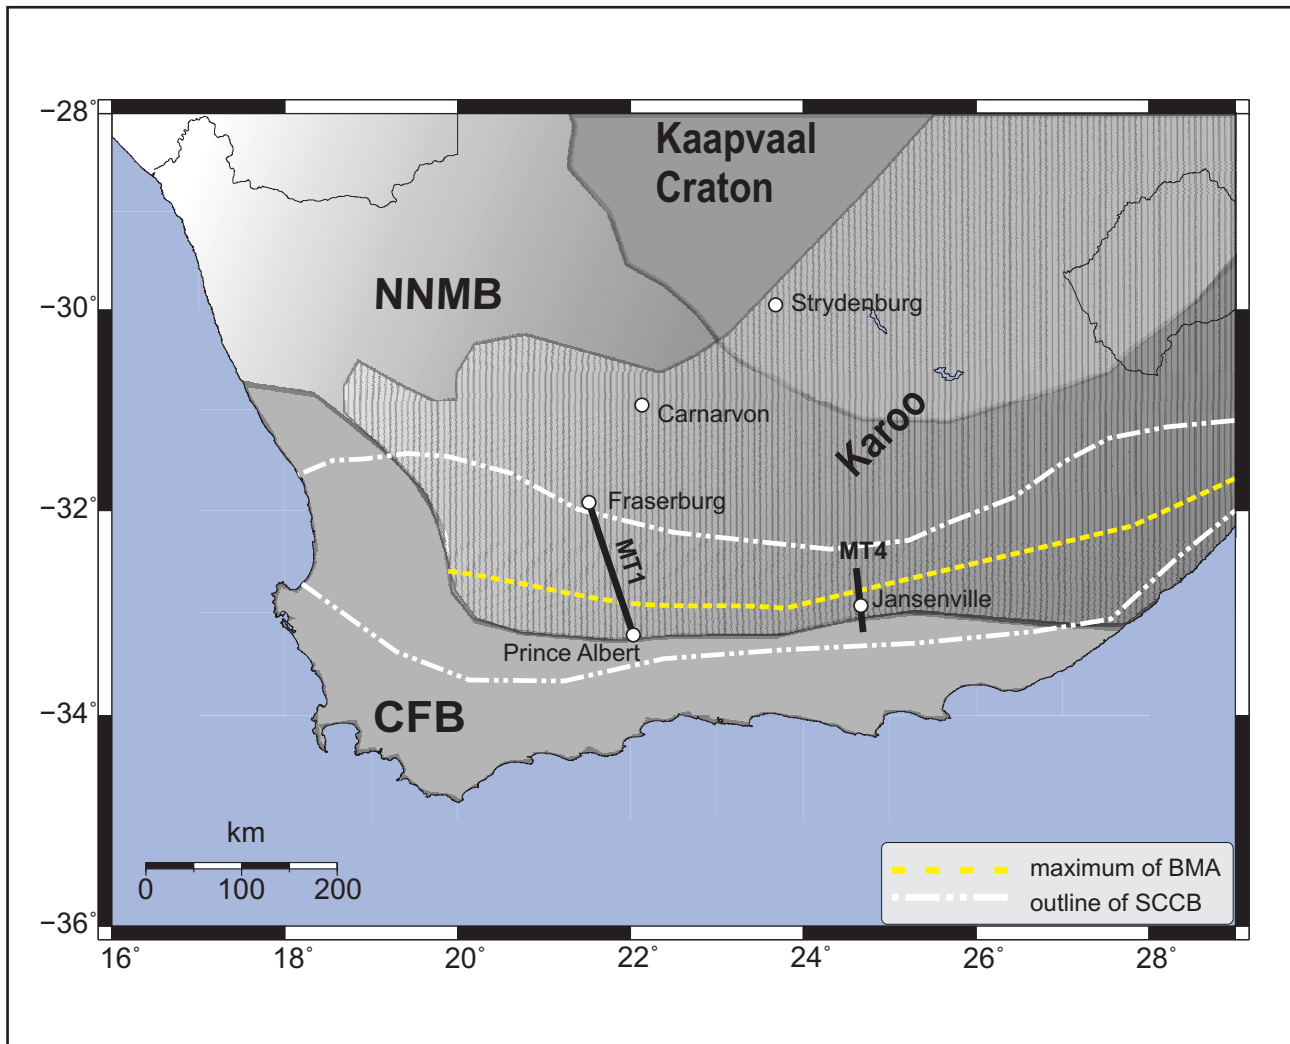 −28°
Kaapvaal
Craton
NNMB
−30°
Strydenburg
Carnarvon
Karoo
Fraserburg
−32°
MT1
MT4
Jansenville
Prince Albert
−34°
CFB
km
0 100 200
maximum of BMA
outline of SCCB
−36°
16° 18° 20° 22° 24° 26° 28°